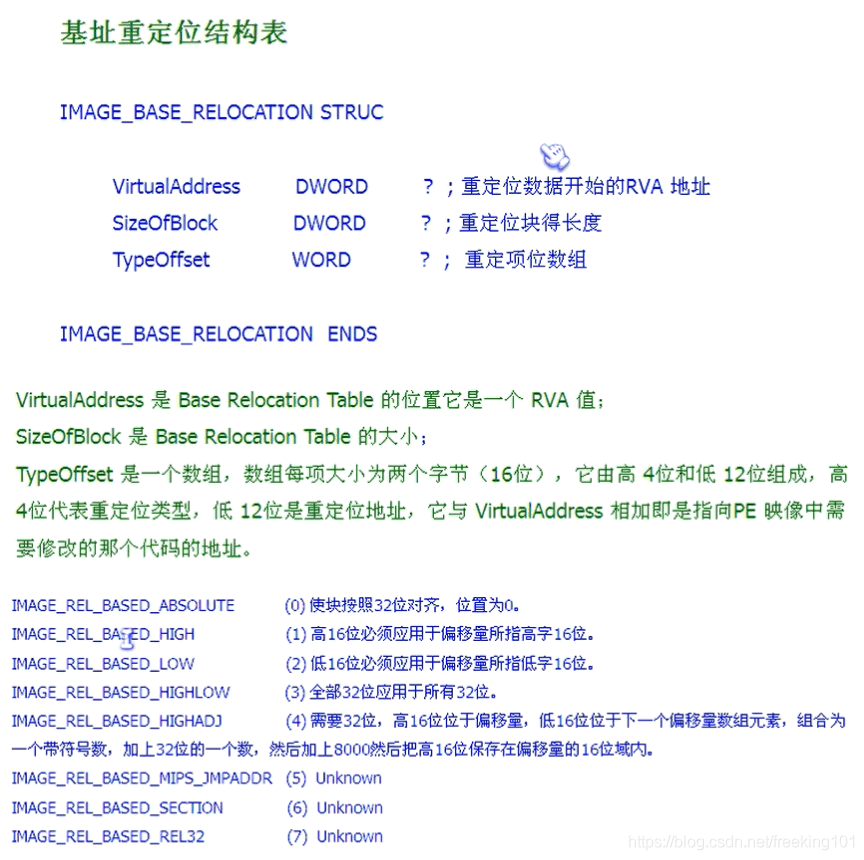 基址重定位结构表
IMAGE_BASE_RELOCATION STRUC
VirtualAddress DWORD ? ;重定位数据开始的RVA 地址
SizeOfBlock DWORD ? ;重定位块得长度
TypeOffset WORD ? ; 重定项位数组
IMAGE_BASE_RELOCATION ENDS
VirtualAddress 是 Base Relocation Table 的位置它是一个 RVA 值;
SizeOfBlock 是 Base Relocation Table 的大小;
TypeOffset 是一个数组，数组每项大小为两个字节（16位），它由高 4位和低 12位组成，高
4位代表重定位类型，低 12位是重定位地址，它与 VirtualAddress 相加即是指向PE 映像中需
要修改的那个代码的地址。
IMAGE_REL_BASED_ABSOLUTE (0) 使块按照32位对齐，位置为0。
IMAGE_REL_BASED_HIGH (1) 高16位必须应用于偏移量所指高字16位。
IMAGE_REL_BASED_LOW (2) 低16位必须应用于偏移量所指低字16位。
IMAGE_REL_BASED_HIGHLOW (3) 全部32位应用于所有32位。
IMAGE_REL_BASED_HIGHADJ (4) 需要32位，高16位位于偏移量，低16位位于下一个偏移量数组元素，组合为
一个带符号数，加上32位的一个数，然后加上8000然后把高16位保存在偏移量的16位域内。
IMAGE_REL_BASED_MIPS_JMPADDR (5) Unknown
IMAGE_REL_BASED_SECTION (6) Unknown
IMAGE_REL_BASED_REL32 (7) Unknown
https://blog.csdn.net/freeking101